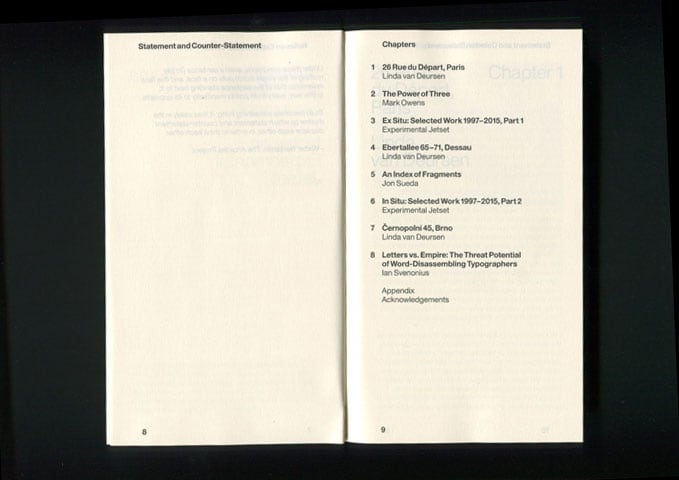 Statement and Counter-Statement
Chapters
1 26 Rue du Départ, Paris
Linda van Deursen
2 The Power of Three
Mark Owens
3 Ex Situ: Selected Work 1997–2015, Part 1
Experimental Jetset
4 Ebertallee 65–71, Dessau
Linda van Deursen
5 An Index of Fragments
Jon Sueda
6 In Situ: Selected Work 1997–2015, Part 2
Experimental Jetset
7 Černopolní 45, Brno
Linda van Deursen
8 Letters vs. Empire: The Threat Potential
of Word-Disassembling Typographers
Ian Svenonius
Appendix
Acknowledgements
8
9